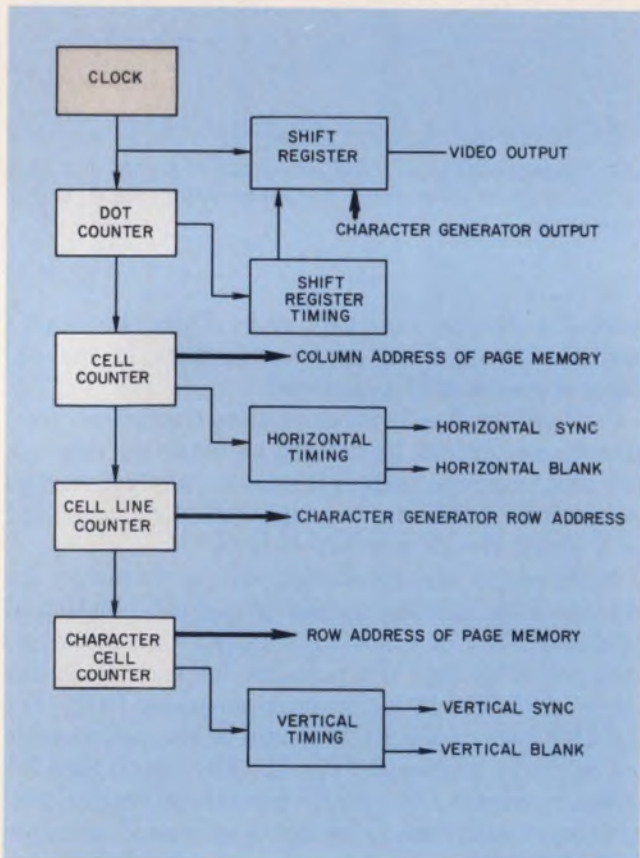 CLOCK
SHIFT
REGISTER
VIDEO OUTPUT
DOT
COUNTER
CHARACTER GENERATOR OUTPUT
SHIFT
REGISTER
TIMING
CELL
COUNTER
COLUMN ADDRESS OF PAGE MEMORY
HORIZONTAL
TIMING
HORIZONTAL SYNC
HORIZONTAL BLANK
CELL LINE
COUNTER
CHARACTER GENERATOR ROW ADDRESS
CHARACTER
CELL
COUNTER
ROW ADDRESS OF PAGE MEMORY
VERTICAL
TIMING
VERTICAL SYNC
VERTICAL BLANK